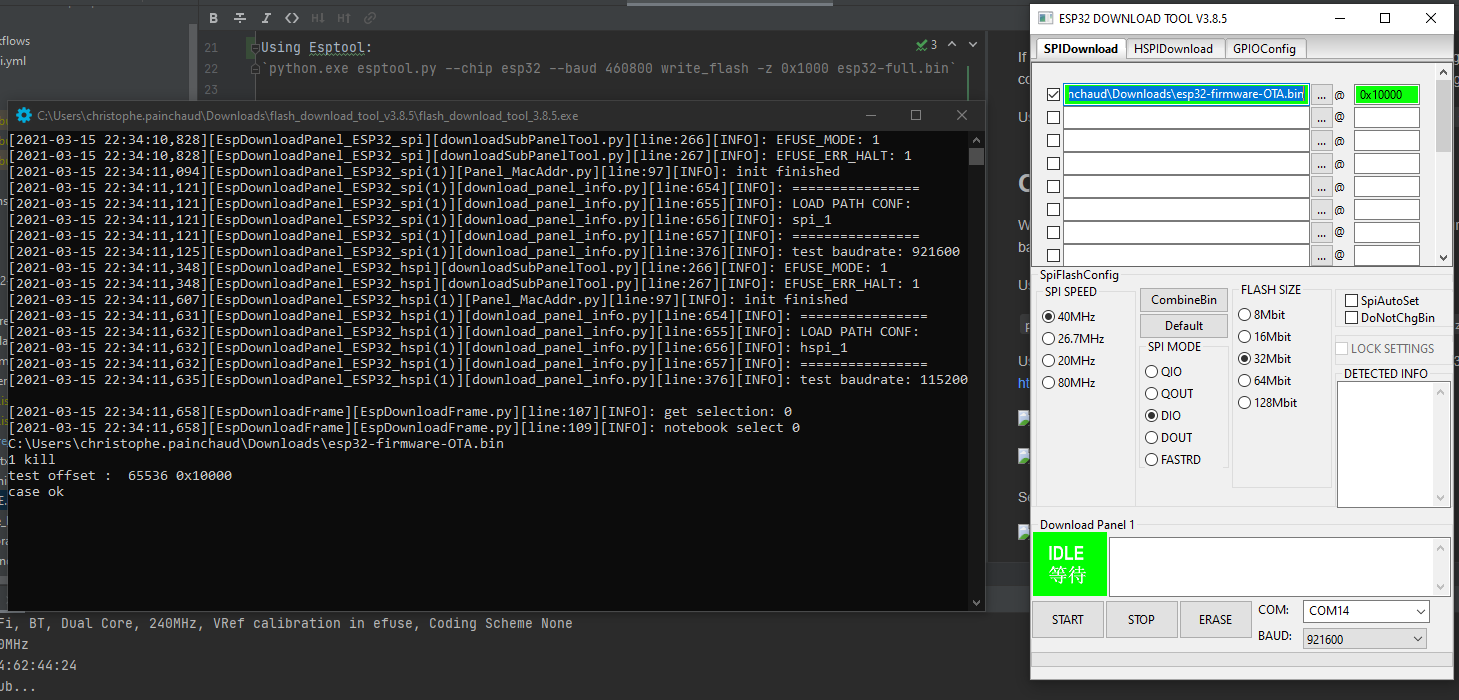 B I <> H↓ H↑
ESP32 DOWNLOAD TOOL V3.8.5
flows
i.yml
21 Using Esptool:
3
22 `python.exe esptool.py --chip esp32 --baud 460800 write_flash -z 0x1000 esp32-full.bin`
23
C:\Users\christophe.painchaud\Downloads\flash_download_tool_v3.8.5\flash_download_tool_3.8.5.exe
[2021-03-15 22:34:10,828][EspDownloadPanel_ESP32_spi][downloadSubPanelTool.py][line:266][INFO]: EFUSE_MODE: 1
[2021-03-15 22:34:10,828][EspDownloadPanel_ESP32_spi][downloadSubPanelTool.py][line:267][INFO]: EFUSE_ERR_HALT: 1
[2021-03-15 22:34:11,094][EspDownloadPanel_ESP32_spi(1)][Panel_MacAddr.py][line:97][INFO]: init finished
[2021-03-15 22:34:11,121][EspDownloadPanel_ESP32_spi(1)][download_panel_info.py][line:654][INFO]: ================
[2021-03-15 22:34:11,121][EspDownloadPanel_ESP32_spi(1)][download_panel_info.py][line:655][INFO]: LOAD PATH CONF:
[2021-03-15 22:34:11,121][EspDownloadPanel_ESP32_spi(1)][download_panel_info.py][line:656][INFO]: spi_1
[2021-03-15 22:34:11,121][EspDownloadPanel_ESP32_spi(1)][download_panel_info.py][line:657][INFO]: ================
[2021-03-15 22:34:11,125][EspDownloadPanel_ESP32_spi(1)][download_panel_info.py][line:376][INFO]: test baudrate: 921600
[2021-03-15 22:34:11,348][EspDownloadPanel_ESP32_hspi][downloadSubPanelTool.py][line:266][INFO]: EFUSE_MODE: 1
[2021-03-15 22:34:11,348][EspDownloadPanel_ESP32_hspi][downloadSubPanelTool.py][line:267][INFO]: EFUSE_ERR_HALT: 1
[2021-03-15 22:34:11,607][EspDownloadPanel_ESP32_hspi(1)][Panel_MacAddr.py][line:97][INFO]: init finished
[2021-03-15 22:34:11,631][EspDownloadPanel_ESP32_hspi(1)][download_panel_info.py][line:654][INFO]: ================
[2021-03-15 22:34:11,632][EspDownloadPanel_ESP32_hspi(1)][download_panel_info.py][line:655][INFO]: LOAD PATH CONF:
[2021-03-15 22:34:11,632][EspDownloadPanel_ESP32_hspi(1)][download_panel_info.py][line:656][INFO]: hspi_1
[2021-03-15 22:34:11,632][EspDownloadPanel_ESP32_hspi(1)][download_panel_info.py][line:657][INFO]: ================
[2021-03-15 22:34:11,635][EspDownloadPanel_ESP32_hspi(1)][download_panel_info.py][line:376][INFO]: test baudrate: 115200
[2021-03-15 22:34:11,658][EspDownloadFrame][EspDownloadFrame.py][line:107][INFO]: get selection: 0
[2021-03-15 22:34:11,658][EspDownloadFrame][EspDownloadFrame.py][line:109][INFO]: notebook select 0
C:\Users\christophe.painchaud\Downloads\esp32-firmware-OTA.bin
1 kill
test offset :  65536 0x10000
case ok
Fi, BT, Dual Core, 240MHz, VRef calibration in efuse, Coding Scheme None
0MHz
4:62:44:24
ub...
SPIDownload HSPIDownload GPIOConfig
nchaud\Downloads\esp32-firmware-OTA.bin ... @ 0x10000
... @
... @
... @
... @
... @
... @
... @
SpiFlashConfig
SPI SPEED
40MHz
26.7MHz
20MHz
80MHz
CombineBin
Default
SPI MODE
QIO
QOUT
DIO
DOUT
FASTRD
FLASH SIZE
8Mbit
16Mbit
32Mbit
64Mbit
128Mbit
SpiAutoSet
DoNotChgBin
LOCK SETTINGS
DETECTED INFO
Download Panel 1
IDLE
等待
START STOP ERASE
COM: COM14
BAUD: 921600